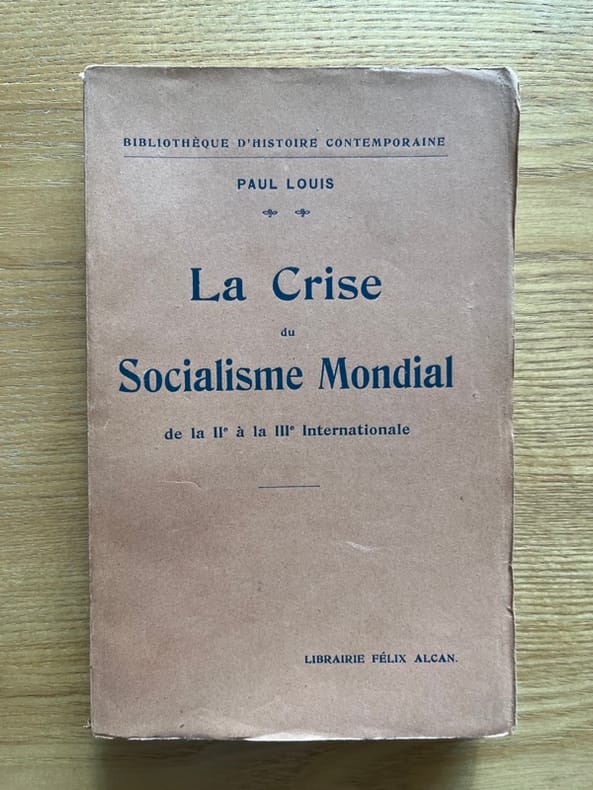 BIBLIOTHÈQUE D'HISTOIRE CONTEMPORAINE
PAUL LOUIS
La Crise
du
Socialisme Mondial
de la IIe à la IIIe Internationale
LIBRAIRIE FÉLIX ALCAN.